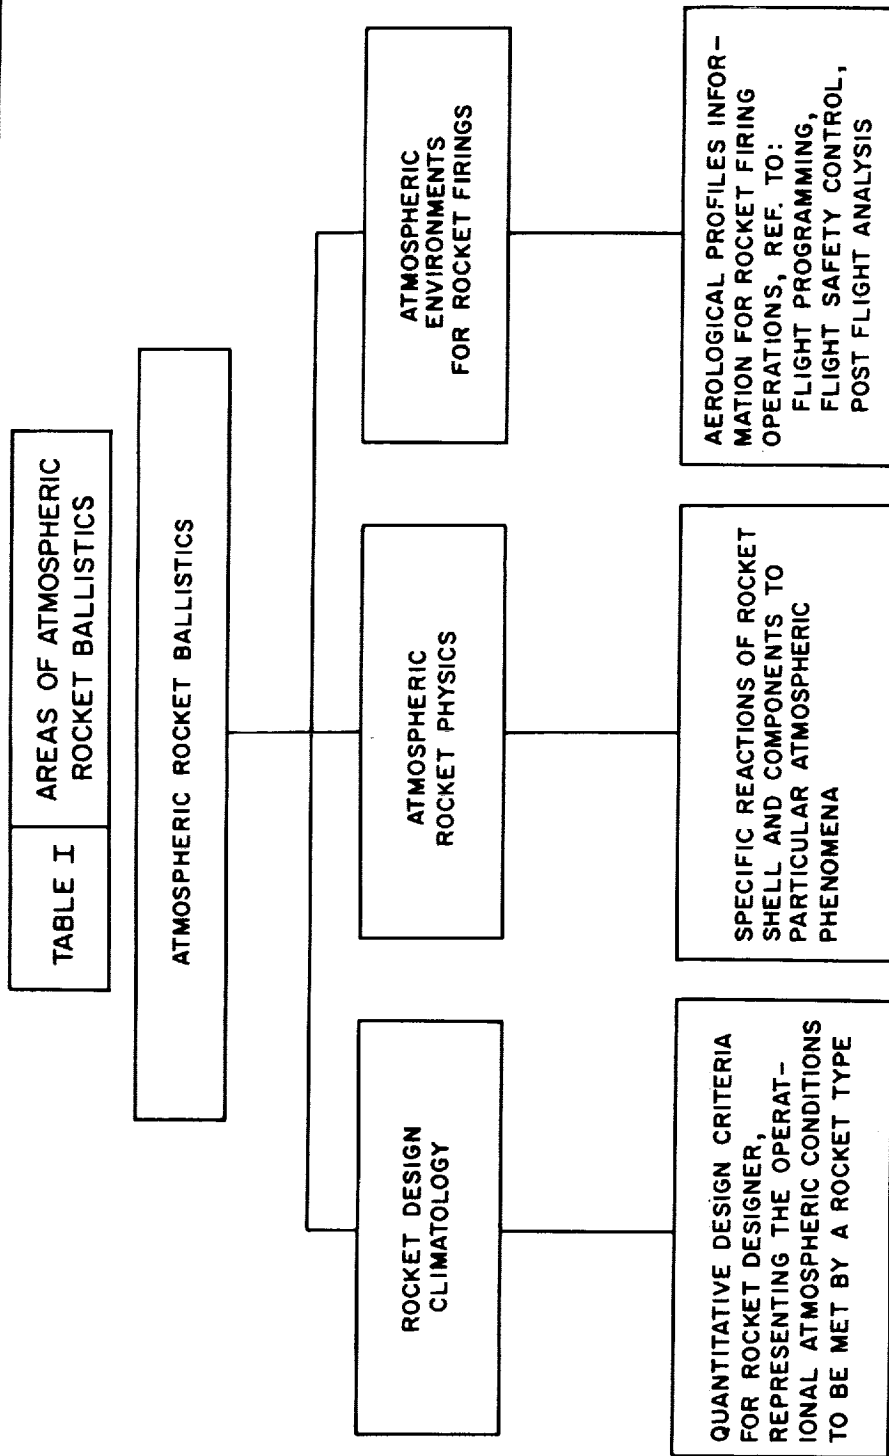 TABLE I
AREAS OF ATMOSPHERIC
ROCKET BALLISTICS
ATMOSPHERIC ROCKET BALLISTICS
ROCKET DESIGN
CLIMATOLOGY
ATMOSPHERIC
ROCKET PHYSICS
ATMOSPHERIC
ENVIRONMENTS
FOR ROCKET FIRINGS
QUANTITATIVE DESIGN CRITERIA
FOR ROCKET DESIGNER,
REPRESENTING THE OPERAT-
IONAL ATMOSPHERIC CONDITIONS
TO BE MET BY A ROCKET TYPE
SPECIFIC REACTIONS OF ROCKET
SHELL AND COMPONENTS TO
PARTICULAR ATMOSPHERIC
PHENOMENA
AEROLOGICAL PROFILES INFOR-
MATION FOR ROCKET FIRING
OPERATIONS, REF. TO:
FLIGHT PROGRAMMING,
FLIGHT SAFETY CONTROL,
POST FLIGHT ANALYSIS